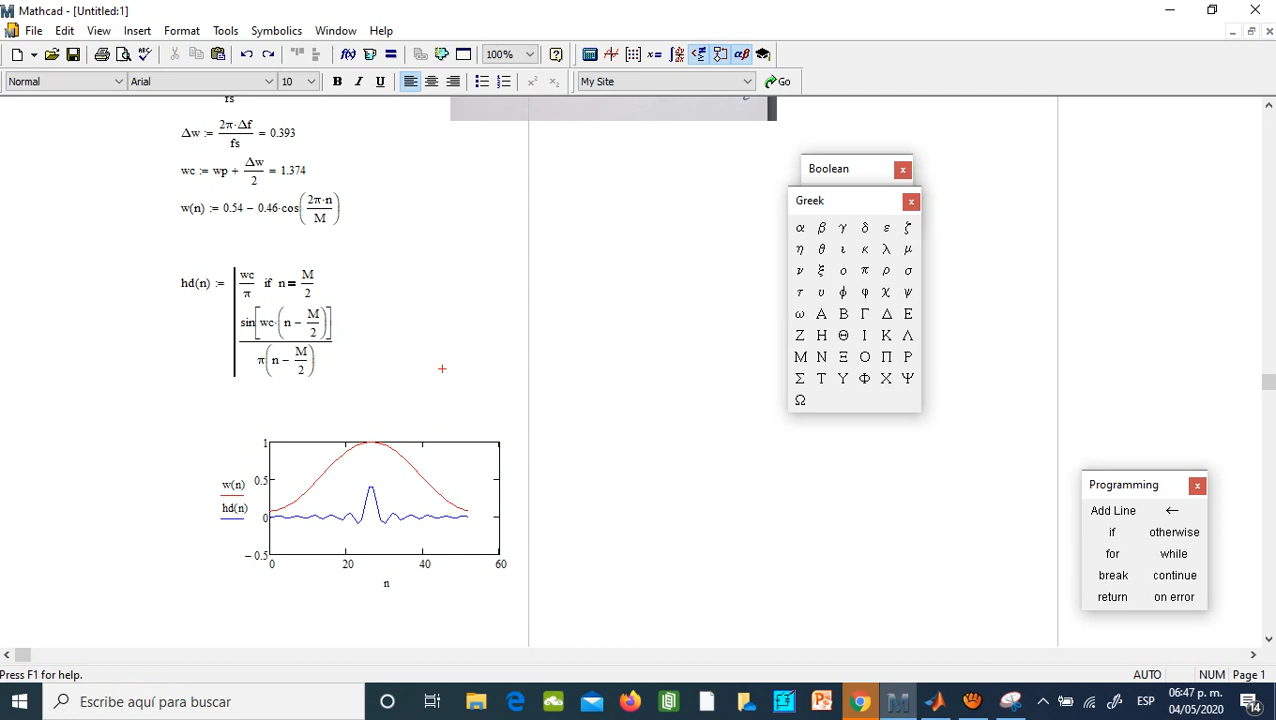 Mathcad - [Untitled:1]
File Edit View Insert Format Tools Symbolics Window Help
100%
Normal Arial 10 B I U My Site Go
Δw := 2π·Δf / fs = 0.393
wc := wp + Δw / 2 = 1.374
w(n) := 0.54 − 0.46·cos(2π·n / M)
hd(n) := wc / π if n = M / 2
sin[wc·(n − M / 2)] / π(n − M / 2)
Boolean x
Greek x
α β γ δ ε ζ
η θ ι κ λ μ
ν ξ ο π ρ σ
τ υ ϕ φ χ ψ
ω Α Β Γ Δ Ε
Ζ Η Θ Ι Κ Λ
Μ Ν Ξ Ο Π Ρ
Σ Τ Υ Φ Χ Ψ
Ω
1
w(n) 0.5
hd(n) 0
− 0.5
0 20 40 60
n
Programming x
Add Line ←
if otherwise
for while
break continue
return on error
Press F1 for help. AUTO NUM Page 1
Escribe aquí para buscar
ESP
06:47 p. m.
04/05/2020
14